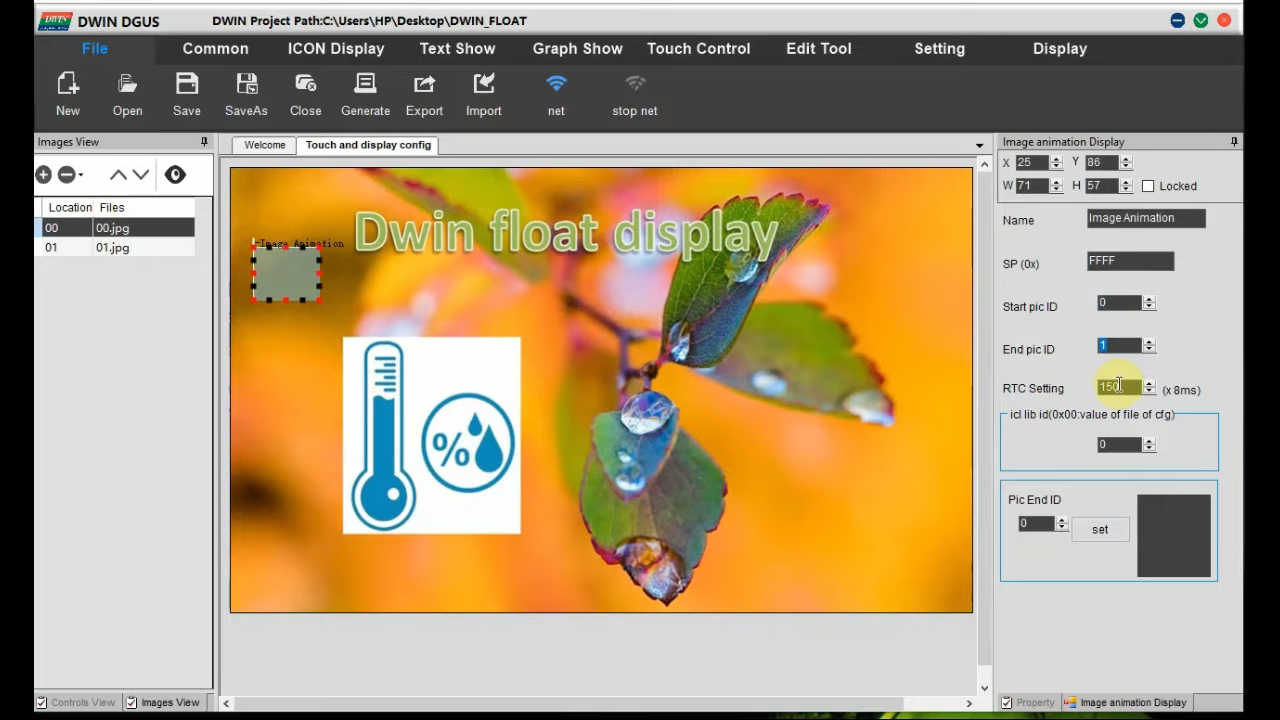 DWIN DWIN DGUS DWIN Project Path:C:\Users\HP\Desktop\DWIN_FLOAT
File Common ICON Display Text Show Graph Show Touch Control Edit Tool Setting Display
New Open Save SaveAs Close Generate Export Import net stop net
Images View
Welcome Touch and display config
Image animation Display
X 25 Y 86
W 71 H 57 Locked
Location Files
00 00.jpg
01 01.jpg
Name Image Animation
SP (0x) FFFF
Start pic ID 0
End pic ID 1
RTC Setting 150 (x 8ms)
icl lib id(0x00:value of file of cfg)
0
Pic End ID
0 set
Dwin float display
Image Animation
%
Controls View Images View
Property Image animation Display